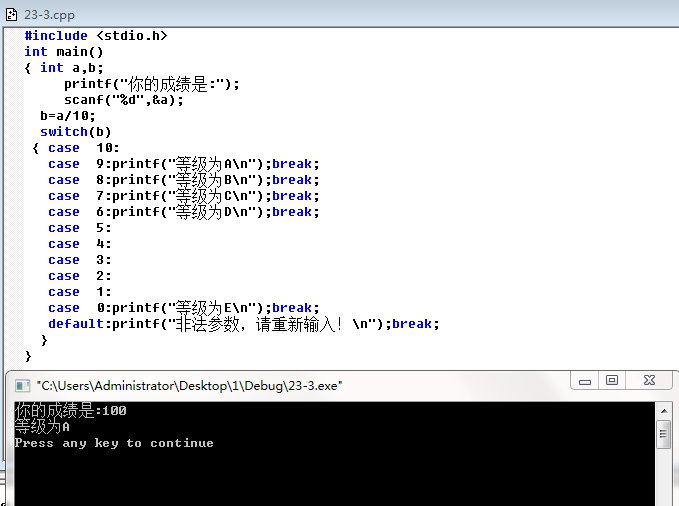 23-3.cpp
#include <stdio.h>
int main()
{ int a,b;
printf("你的成绩是:");
scanf("%d",&a);
b=a/10;
switch(b)
{ case 10:
case 9:printf("等级为A\n");break;
case 8:printf("等级为B\n");break;
case 7:printf("等级为C\n");break;
case 6:printf("等级为D\n");break;
case 5:
case 4:
case 3:
case 2:
case 1:
case 0:printf("等级为E\n");break;
default:printf("非法参数，请重新输入！\n");break;
}
}
"C:\Users\Administrator\Desktop\1\Debug\23-3.exe"
你的成绩是:100
等级为A
Press any key to continue